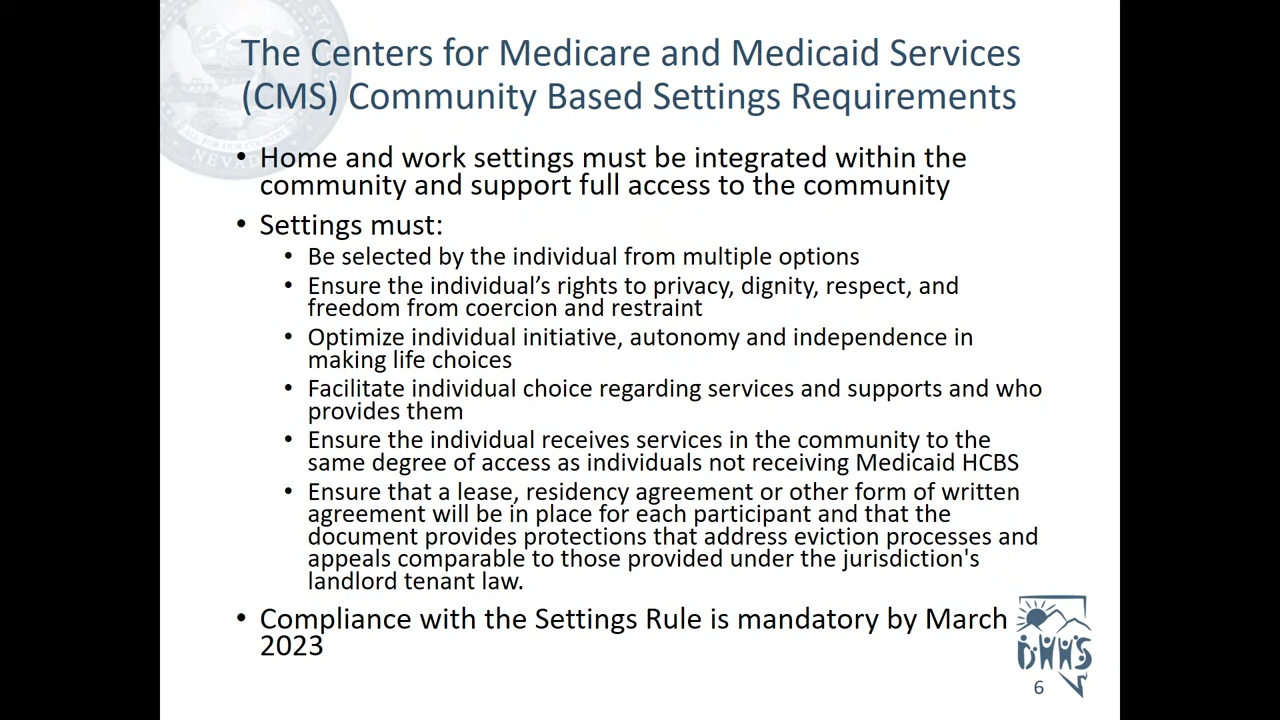 The Centers for Medicare and Medicaid Services
(CMS) Community Based Settings Requirements
• Home and work settings must be integrated within the
community and support full access to the community
• Settings must:
• Be selected by the individual from multiple options
• Ensure the individual’s rights to privacy, dignity, respect, and
freedom from coercion and restraint
• Optimize individual initiative, autonomy and independence in
making life choices
• Facilitate individual choice regarding services and supports and who
provides them
• Ensure the individual receives services in the community to the
same degree of access as individuals not receiving Medicaid HCBS
• Ensure that a lease, residency agreement or other form of written
agreement will be in place for each participant and that the
document provides protections that address eviction processes and
appeals comparable to those provided under the jurisdiction's
landlord tenant law.
• Compliance with the Settings Rule is mandatory by March
2023
DHHS
6
ALL FOR OUR COUNTRY
NEVADA